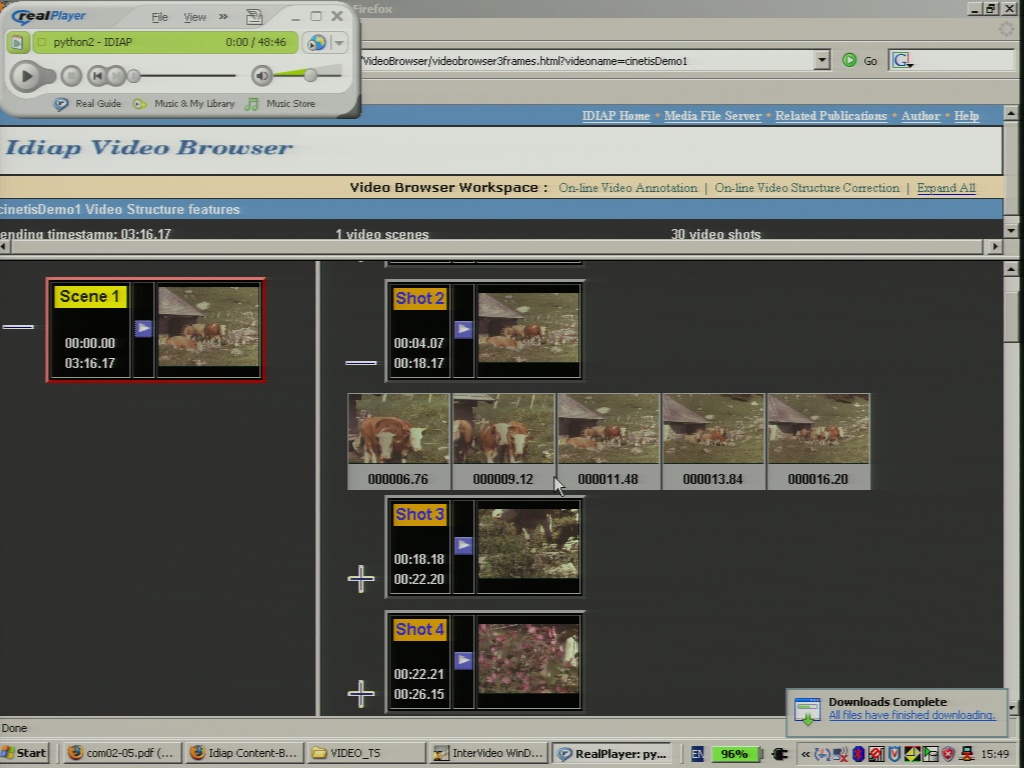 realPlayer
File View »
Firefox
python2 - IDIAP 0:00 / 48:46
VideoBrowser/videobrowser3frames.html?videoname=cinetisDemo1
Go
G
Real Guide Music & My Library Music Store
IDIAP Home • Media File Server • Related Publications • Author • Help
Idiap Video Browser
Video Browser Workspace : On-line Video Annotation | On-line Video Structure Correction | Expand All
cinetisDemo1 Video Structure features
ending timestamp: 03:16.17 1 video scenes 30 video shots
Scene 1
00:00.00
03:16.17
Shot 2
00:04.07
00:18.17
000006.76 000009.12 000011.48 000013.84 000016.20
Shot 3
00:18.18
00:22.20
Shot 4
00:22.21
00:26.15
Downloads Complete
All files have finished downloading.
Done
Start com02-05.pdf (... Idiap Content-B... VIDEO_TS InterVideo WinD... RealPlayer: py... EN 96% « 15:49